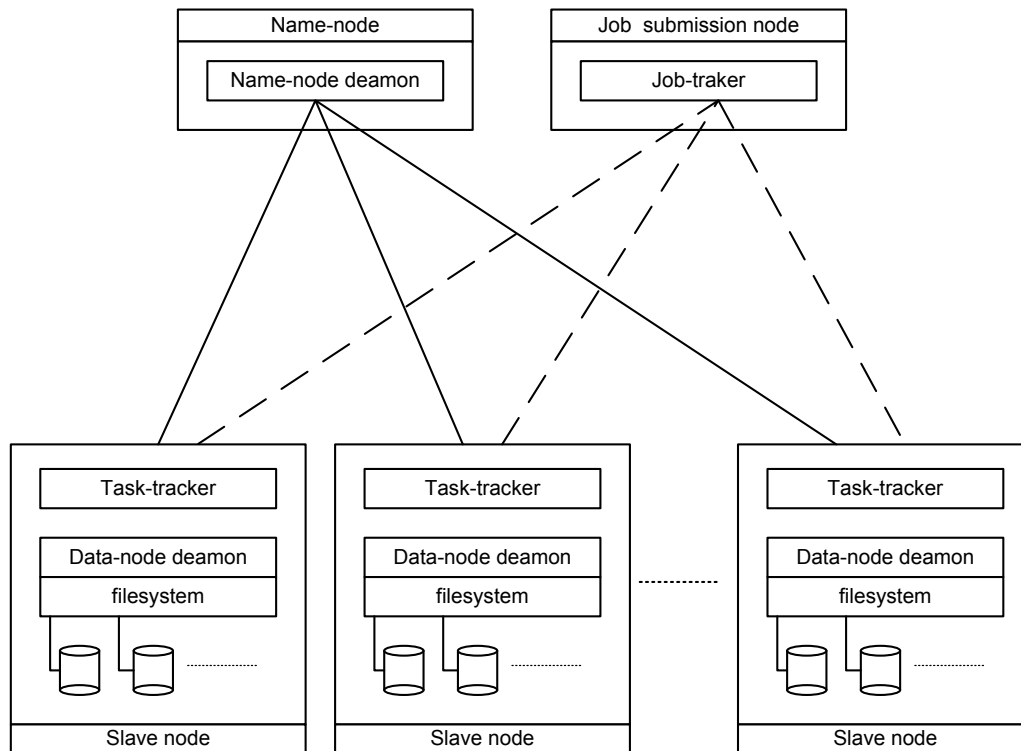 Name-node
Job submission node
Name-node deamon
Job-traker
Task-tracker
Task-tracker
Task-tracker
Data-node deamon
Data-node deamon
Data-node deamon
filesystem
filesystem
filesystem
Slave node
Slave node
Slave node